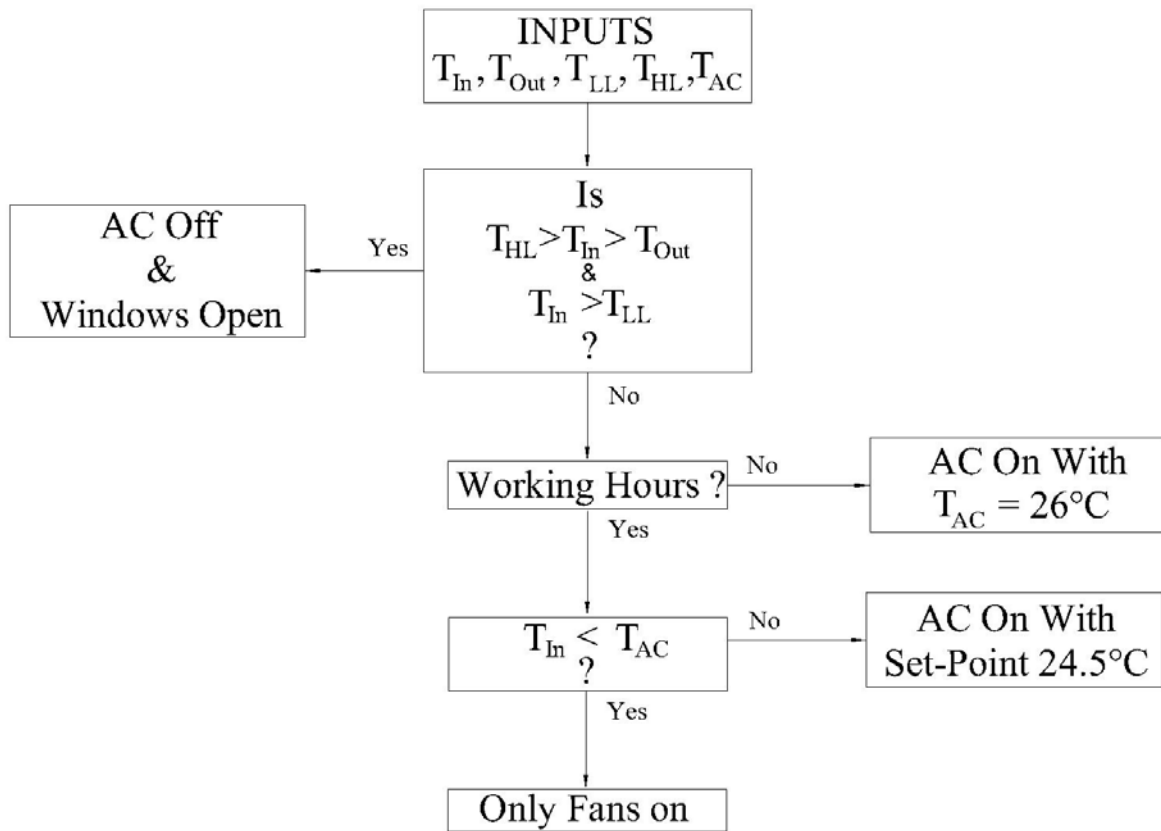 INPUTS
T_In, T_Out, T_LL, T_HL, T_AC
Is
T_HL > T_In > T_Out
&
T_In > T_LL
?
Yes
AC Off
&
Windows Open
No
Working Hours ?
No
AC On With
T_AC = 26°C
Yes
T_In < T_AC
?
No
AC On With
Set-Point 24.5°C
Yes
Only Fans on